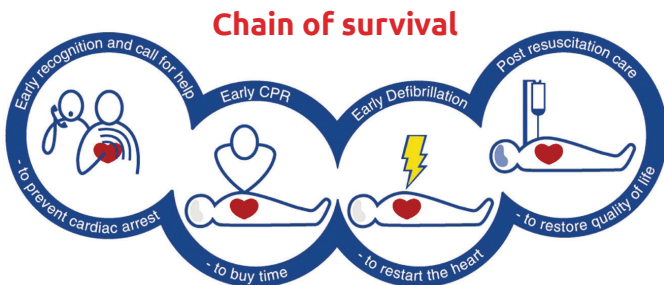 Chain of survival
Early recognition and call for help
- to prevent cardiac arrest
Early CPR
- to buy time
Early Defibrillation
- to restart the heart
Post resuscitation care
- to restore quality of life